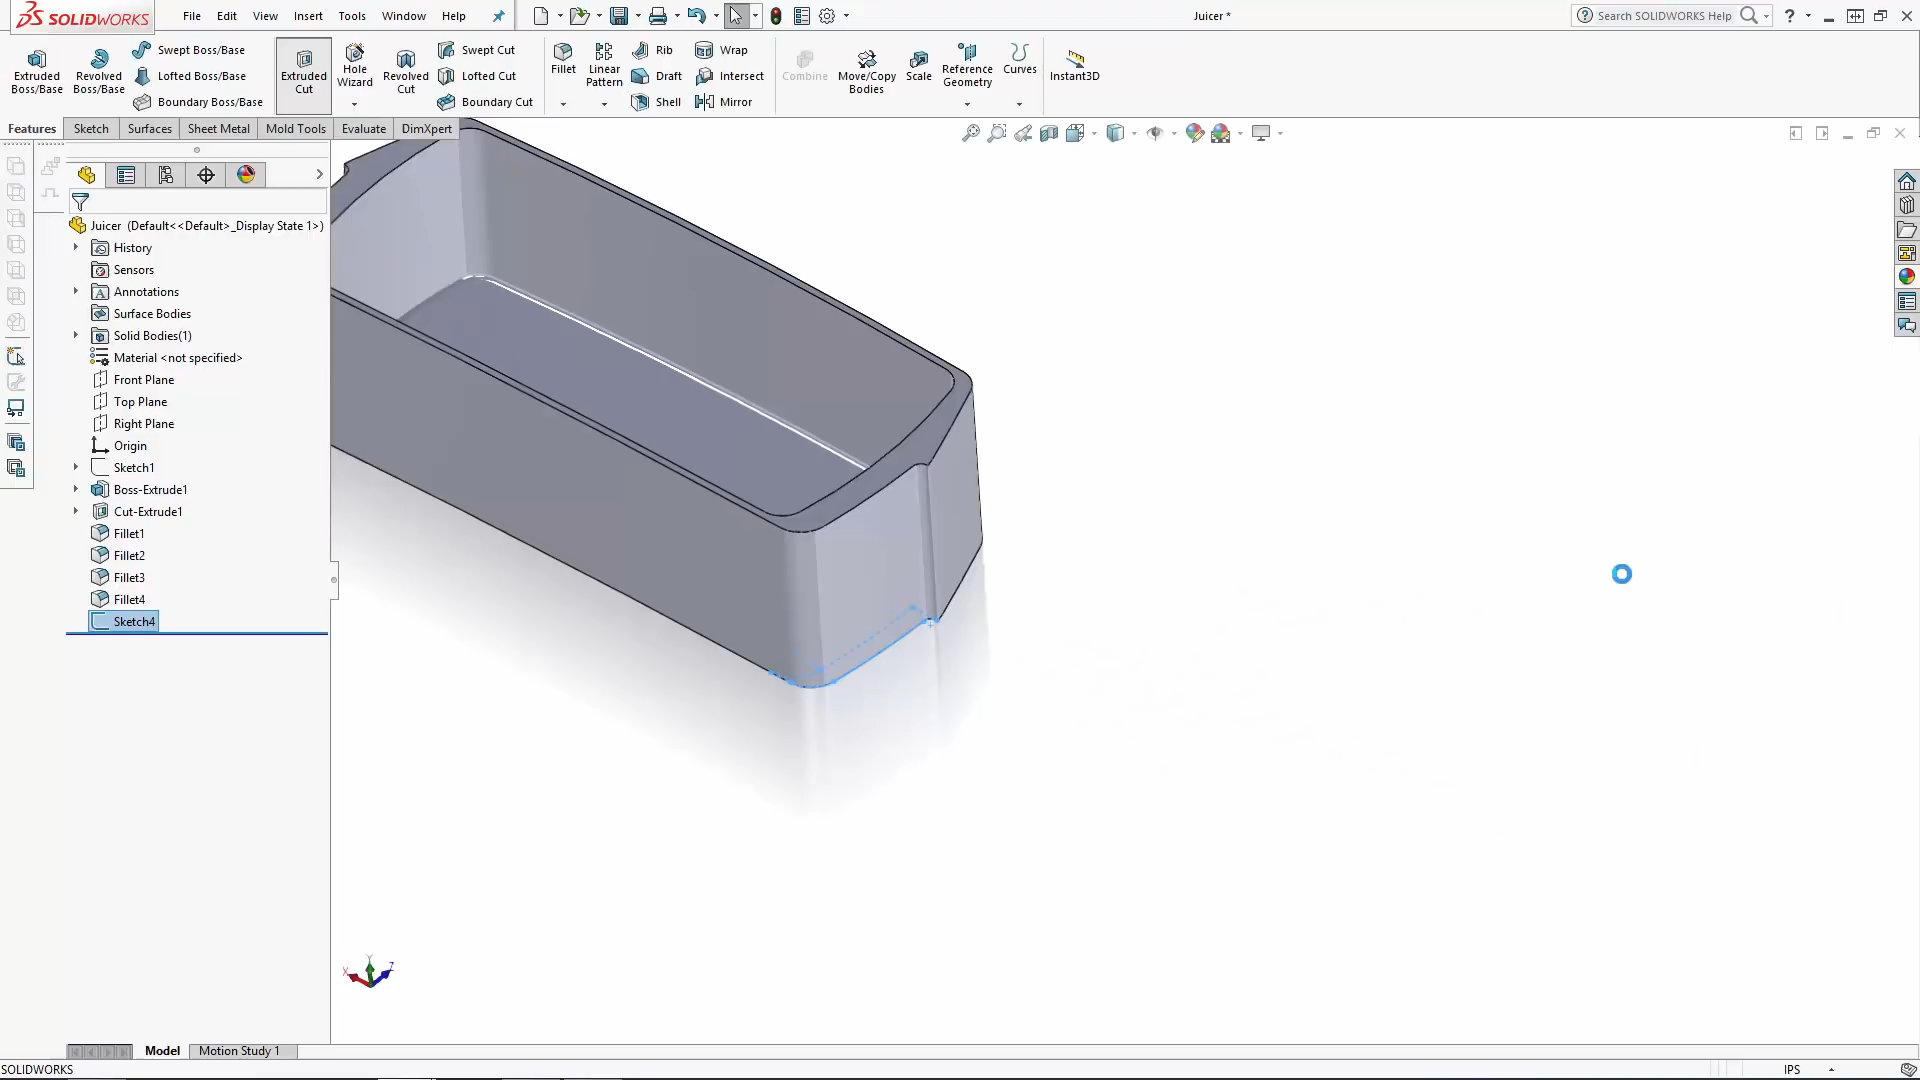 SOLIDWORKS
File Edit View Insert Tools Window Help
Juicer *
Search SOLIDWORKS Help
Extruded Boss/Base
Revolved Boss/Base
Swept Boss/Base
Lofted Boss/Base
Boundary Boss/Base
Extruded Cut
Hole Wizard
Revolved Cut
Swept Cut
Lofted Cut
Boundary Cut
Fillet
Linear Pattern
Rib
Draft
Shell
Wrap
Intersect
Mirror
Combine
Move/Copy Bodies
Scale
Reference Geometry
Curves
Instant3D
Features Sketch Surfaces Sheet Metal Mold Tools Evaluate DimXpert
Juicer (Default<<Default>_Display State 1>)
History
Sensors
Annotations
Surface Bodies
Solid Bodies(1)
Material <not specified>
Front Plane
Top Plane
Right Plane
Origin
Sketch1
Boss-Extrude1
Cut-Extrude1
Fillet1
Fillet2
Fillet3
Fillet4
Sketch4
Y
X Z
Model Motion Study 1
SOLIDWORKS
IPS